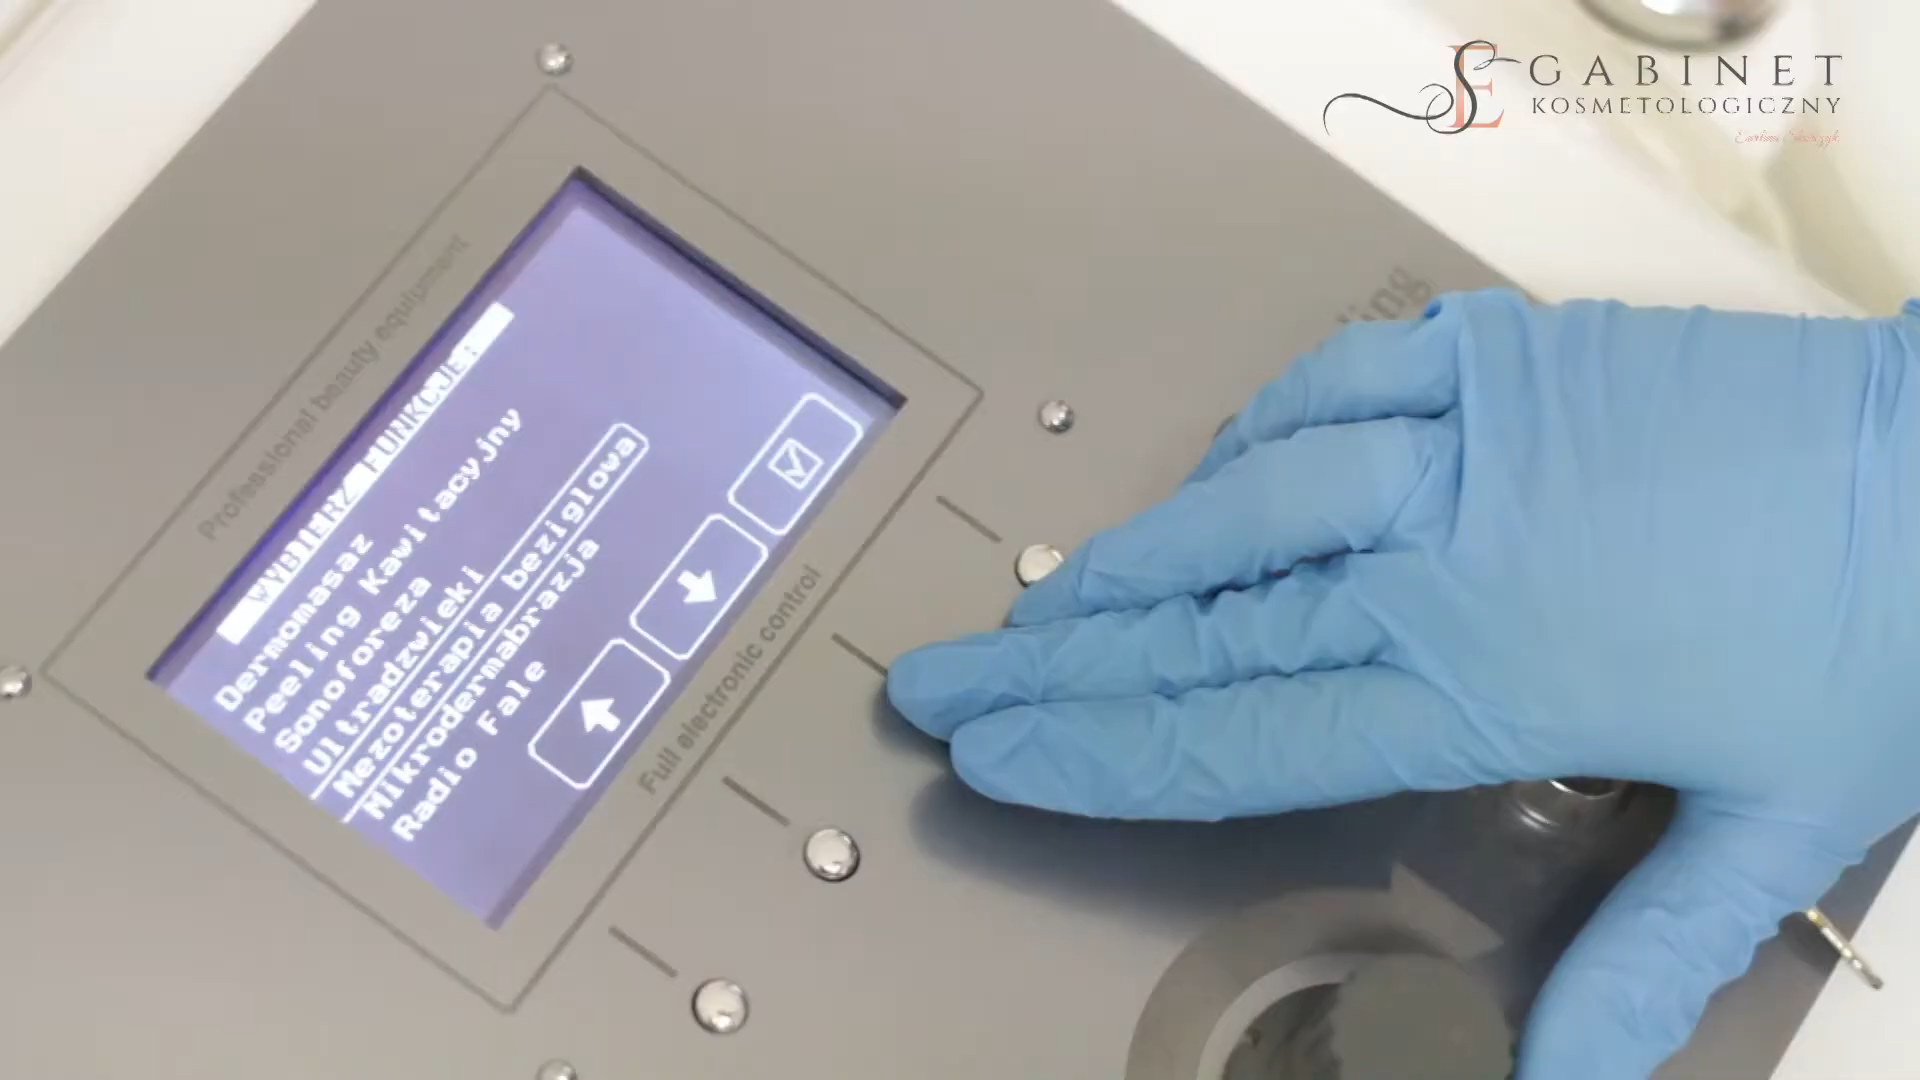 GABINET
KOSMETOLOGICZNY
Professional beauty equipment
WYBIERZ FUNKCJE:
Dermomasaz
Peeling Kawitacyjny
Sonoforeza
Ultradzwieki
Mezoterapia beziglowa
Mikrodermabrazja
Radio Fale
Full electronic control